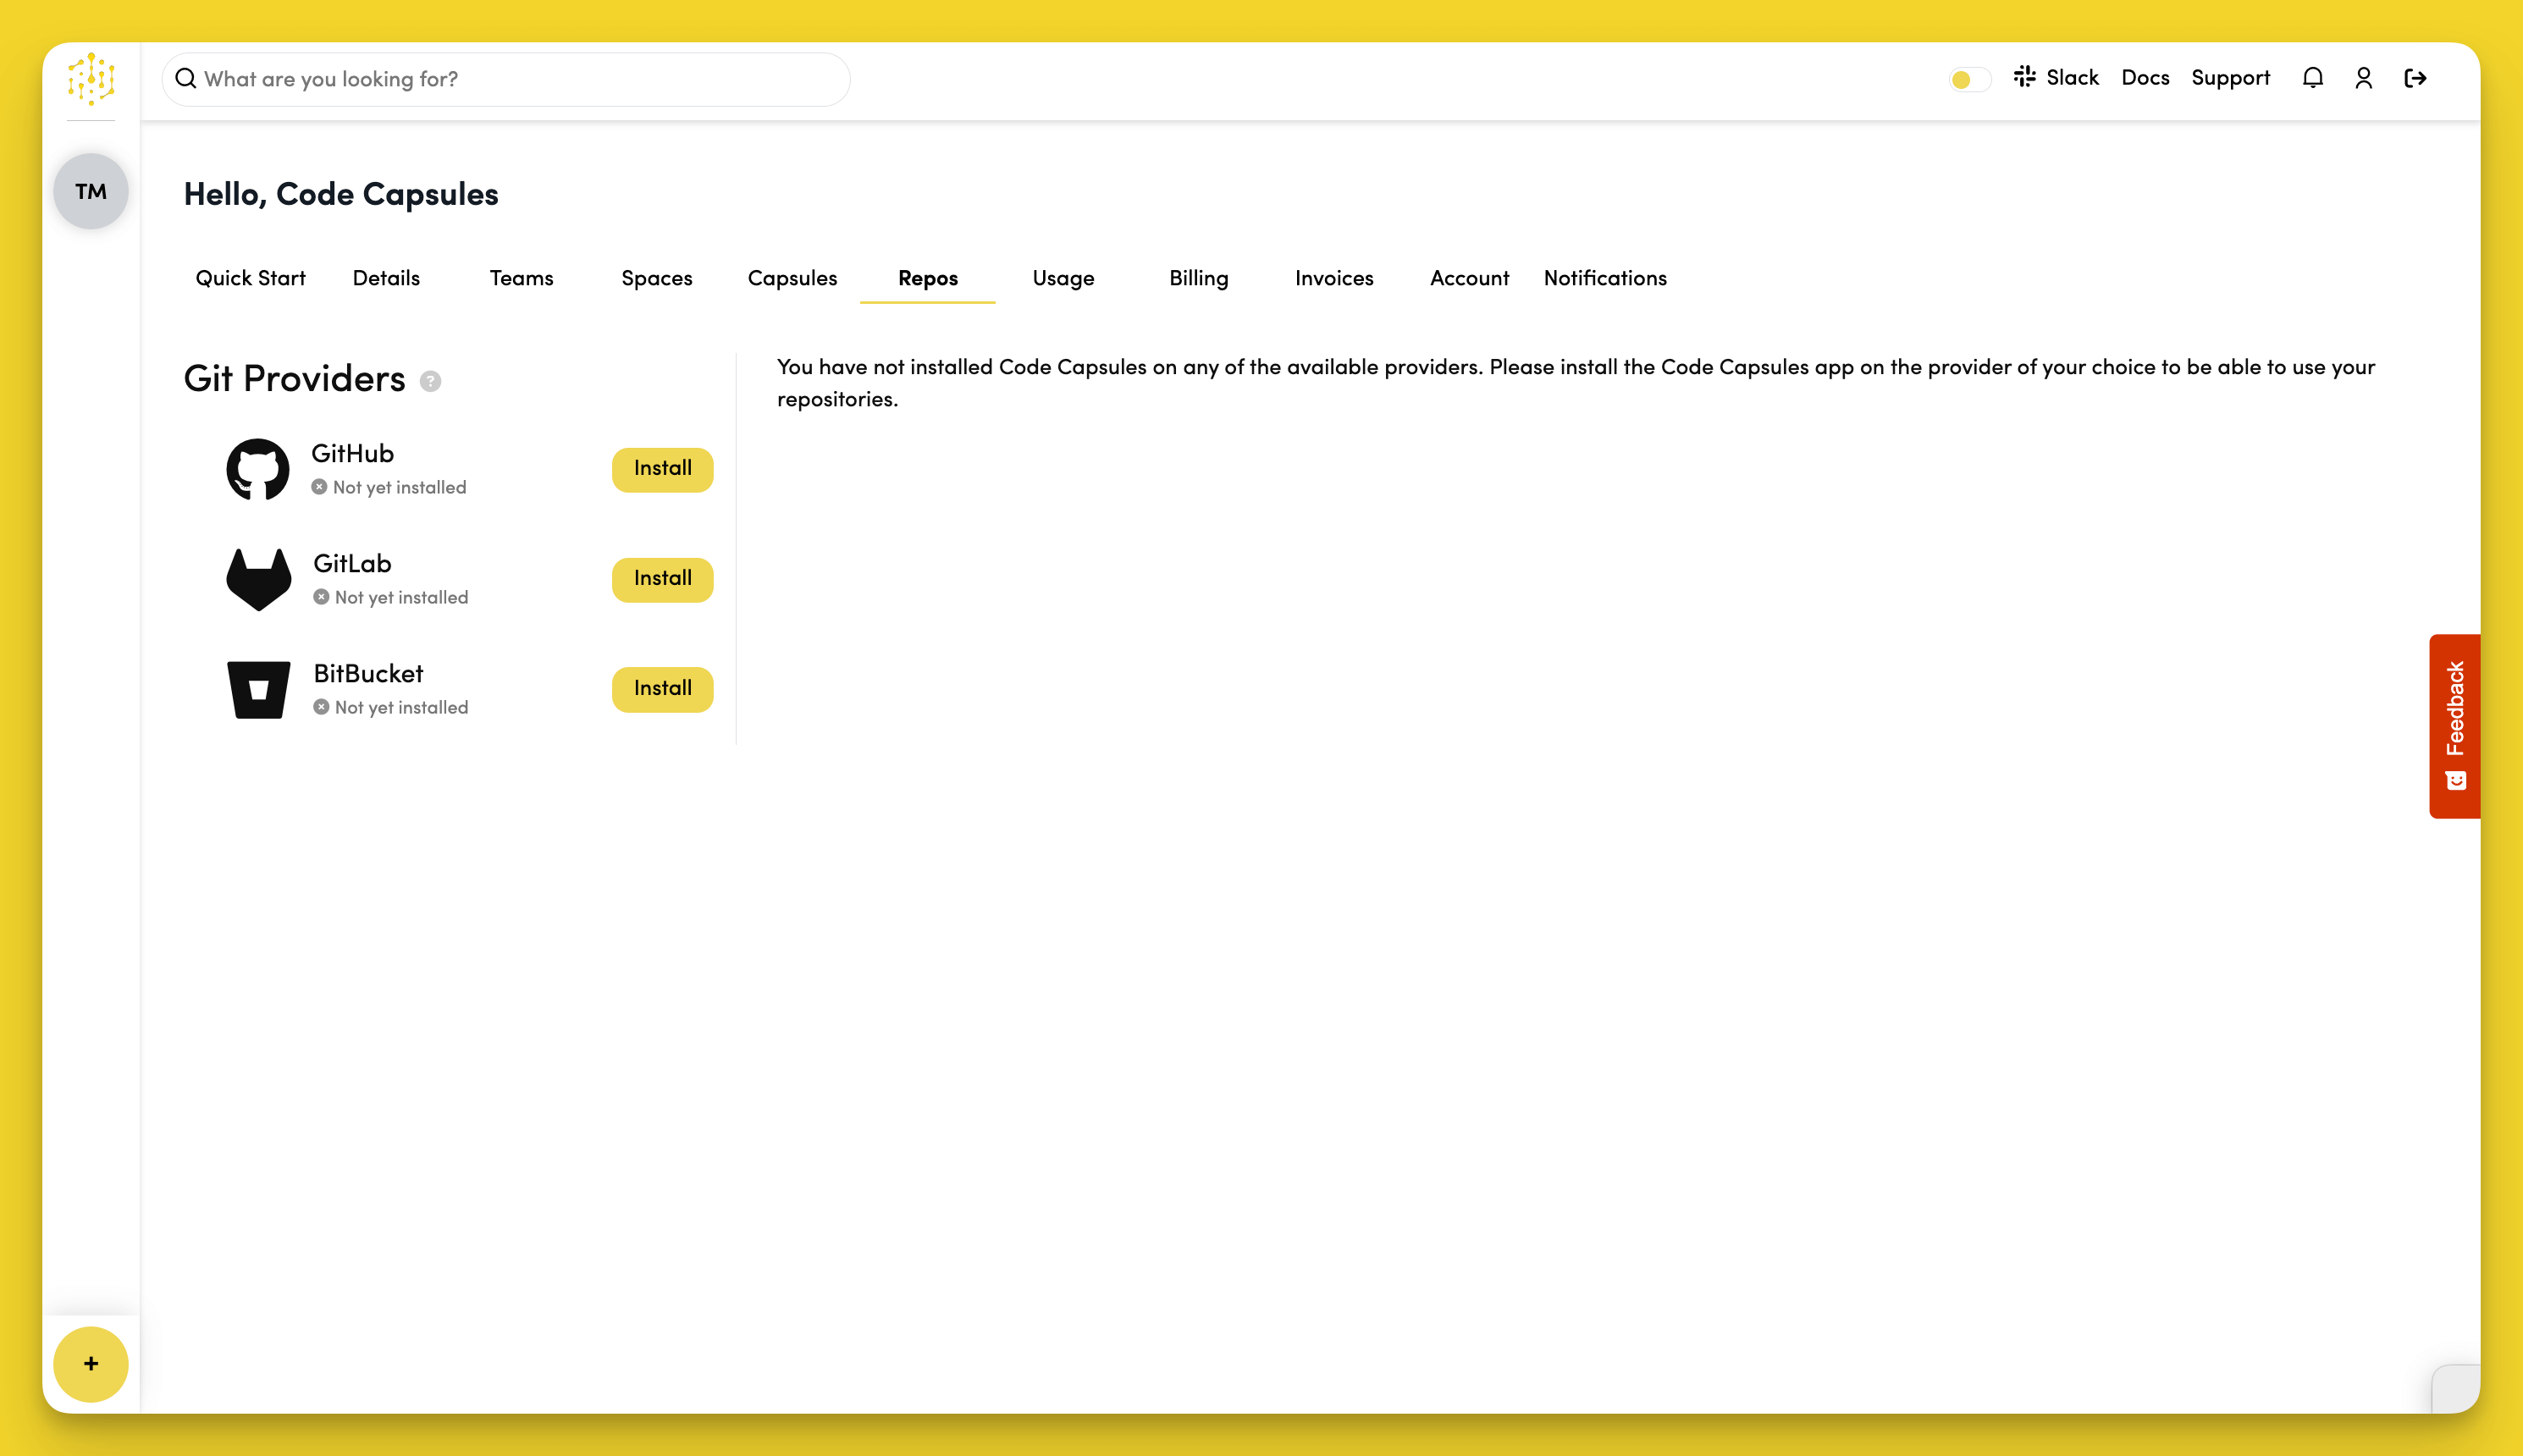 What are you looking for?
Slack Docs Support
TM
Hello, Code Capsules
Quick Start Details Teams Spaces Capsules Repos Usage Billing Invoices Account Notifications
Git Providers ?
GitHub
Not yet installed
Install
GitLab
Not yet installed
Install
BitBucket
Not yet installed
Install
You have not installed Code Capsules on any of the available providers. Please install the Code Capsules app on the provider of your choice to be able to use your
repositories.
Feedback
+